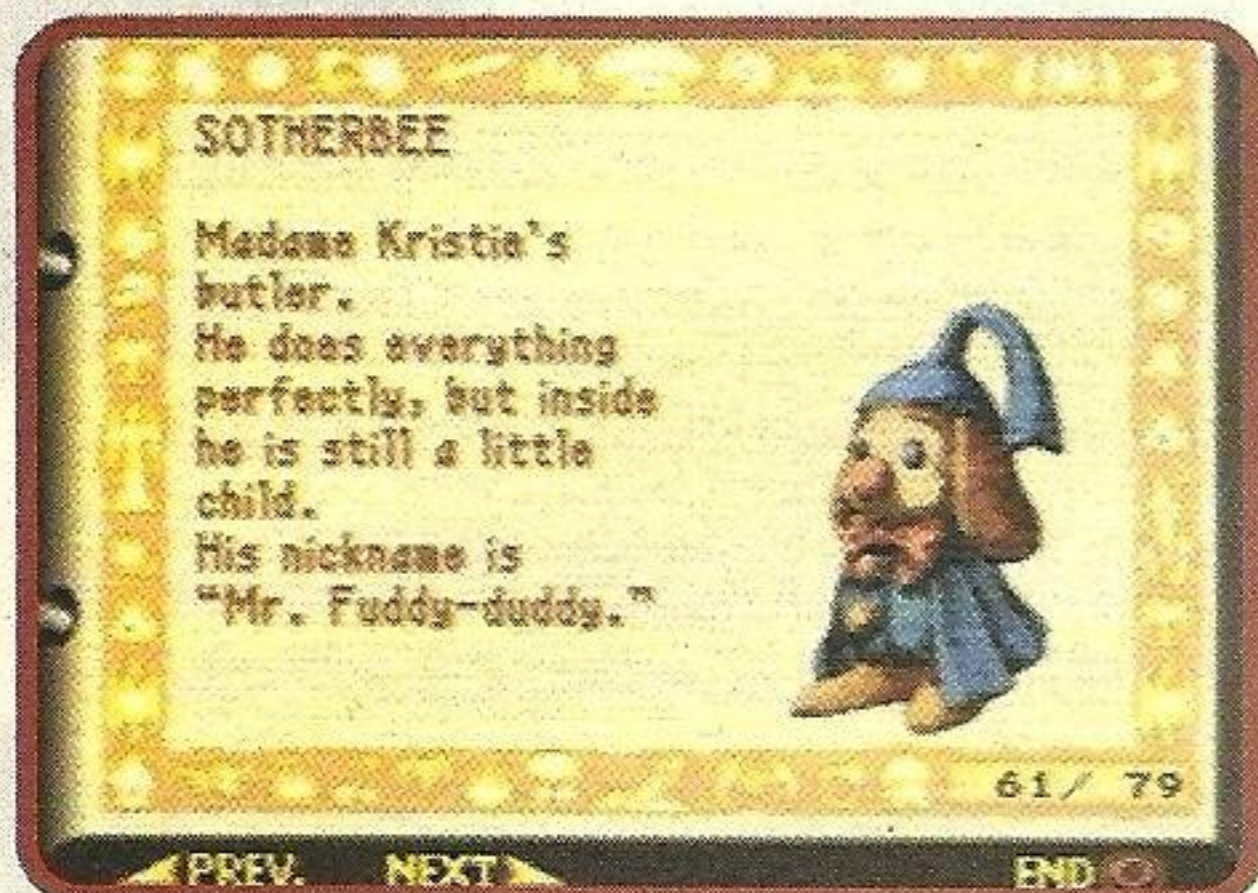 SOTHERBEE
Madame Kristia's
butler.
He does everything
perfectly, but inside
he is still a little
child.
His nickname is
"Mr. Fuddy-duddy."
61/ 79
PREV. NEXT END